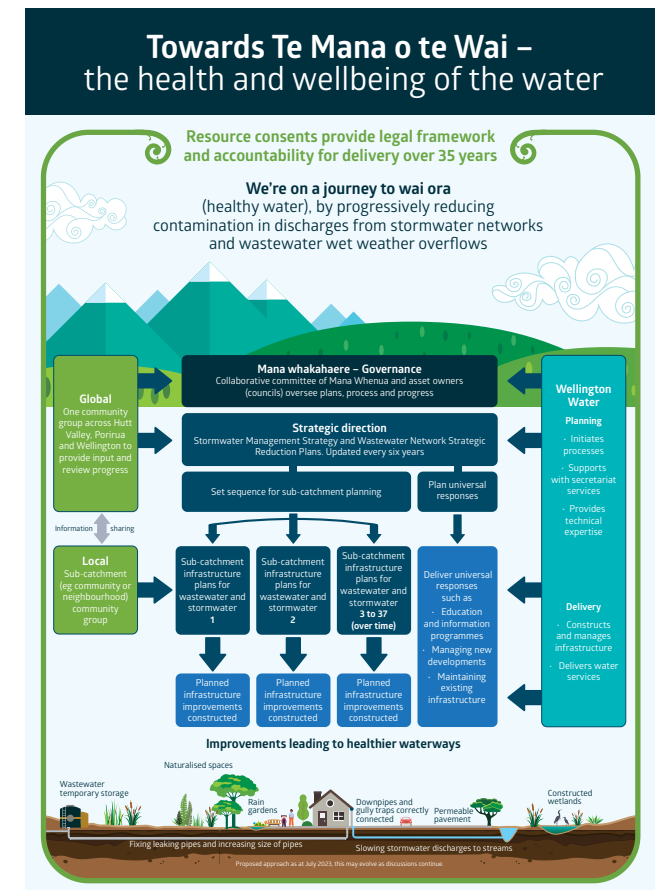 Towards Te Mana o te Wai –
the health and wellbeing of the water
Resource consents provide legal framework
and accountability for delivery over 35 years
We're on a journey to wai ora
(healthy water), by progressively reducing
contamination in discharges from stormwater networks
and wastewater wet weather overflows
Global
One community
group across Hutt
Valley, Porirua
and Wellington to
provide input and
review progress
Information sharing
Local
Sub-catchment
(eg community or
neighbourhood)
community
group
Mana whakahaere – Governance
Collaborative committee of Mana Whenua and asset owners
(councils) oversee plans, process and progress
Strategic direction
Stormwater Management Strategy and Wastewater Network Strategic
Reduction Plans. Updated every six years
Set sequence for sub-catchment planning
Plan universal
responses
Sub-catchment
infrastructure
plans for
wastewater and
stormwater
1
Sub-catchment
infrastructure
plans for
wastewater and
stormwater
2
Sub-catchment
infrastructure
plans for
wastewater and
stormwater
3 to 37
(over time)
Deliver universal
responses
such as
· Education
and information
programmes
· Managing new
developments
· Maintaining
existing
infrastructure
Planned
infrastructure
improvements
constructed
Planned
infrastructure
improvements
constructed
Planned
infrastructure
improvements
constructed
Wellington
Water
Planning
· Initiates
processes
· Supports
with secretariat
services
· Provides
technical
expertise
Delivery
· Constructs
and manages
infrastructure
· Delivers water
services
Improvements leading to healthier waterways
Wastewater
temporary storage
Naturalised spaces
Rain
gardens
Downpipes and
gully traps correctly
connected
Permeable
pavement
Constructed
wetlands
Fixing leaking pipes and increasing size of pipes
Slowing stormwater discharges to streams
Proposed approach as at July 2023, this may evolve as discussions continue.